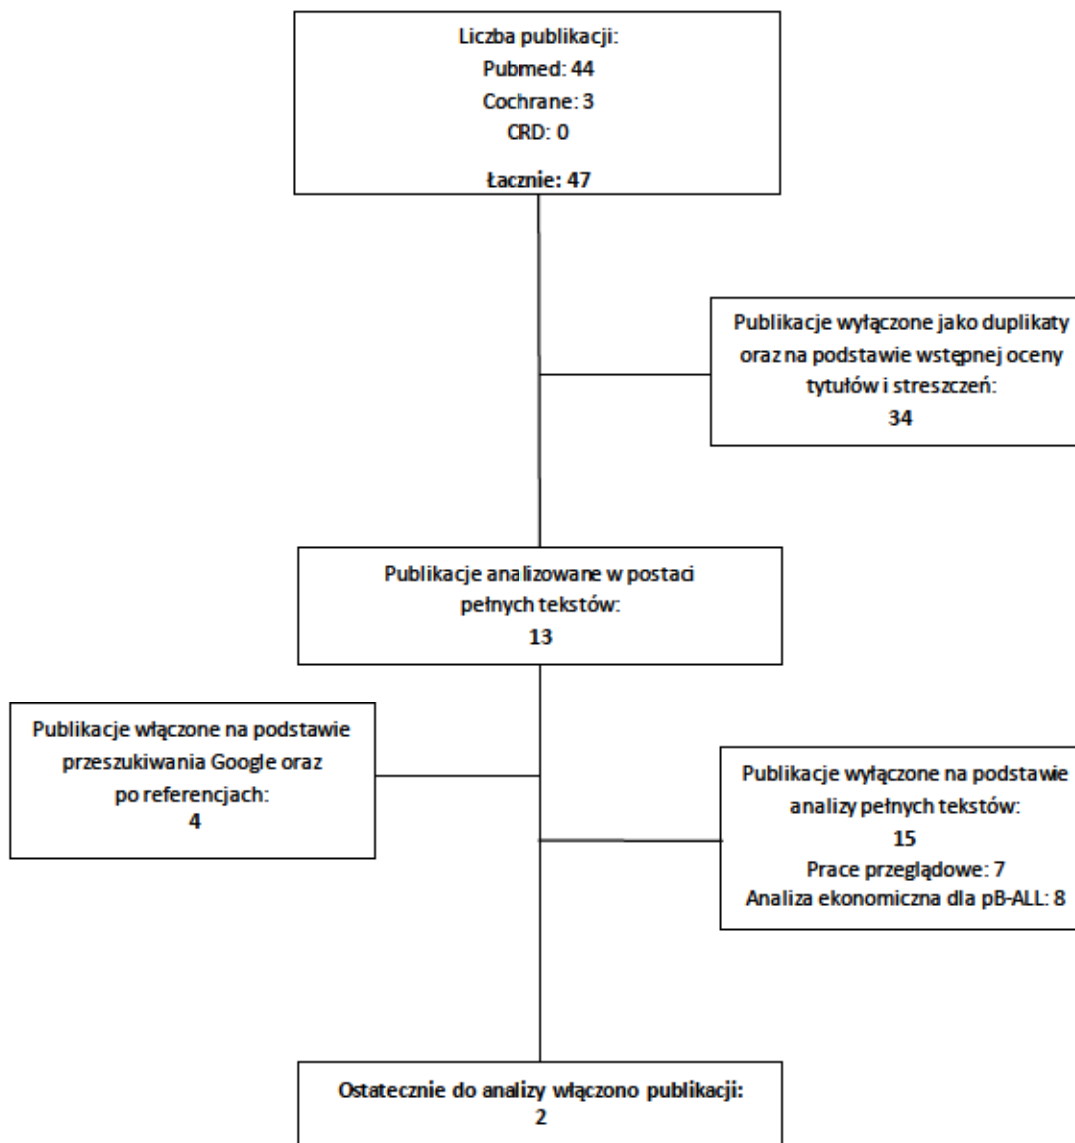 Liczba publikacji:
Pubmed: 44
Cochrane: 3
CRD: 0
Łacznie: 47
Publikacje wyłączone jako duplikaty
oraz na podstawie wstępnej oceny
tytułów i streszczeń:
34
Publikacje analizowane w postaci
pełnych tekstów:
13
Publikacje włączone na podstawie
przeszukiwania Google oraz
po referencjach:
4
Publikacje wyłączone na podstawie
analizy pełnych tekstów:
15
Prace przeglądowe: 7
Analiza ekonomiczna dla pB-ALL: 8
Ostatecznie do analizy włączono publikacji:
2